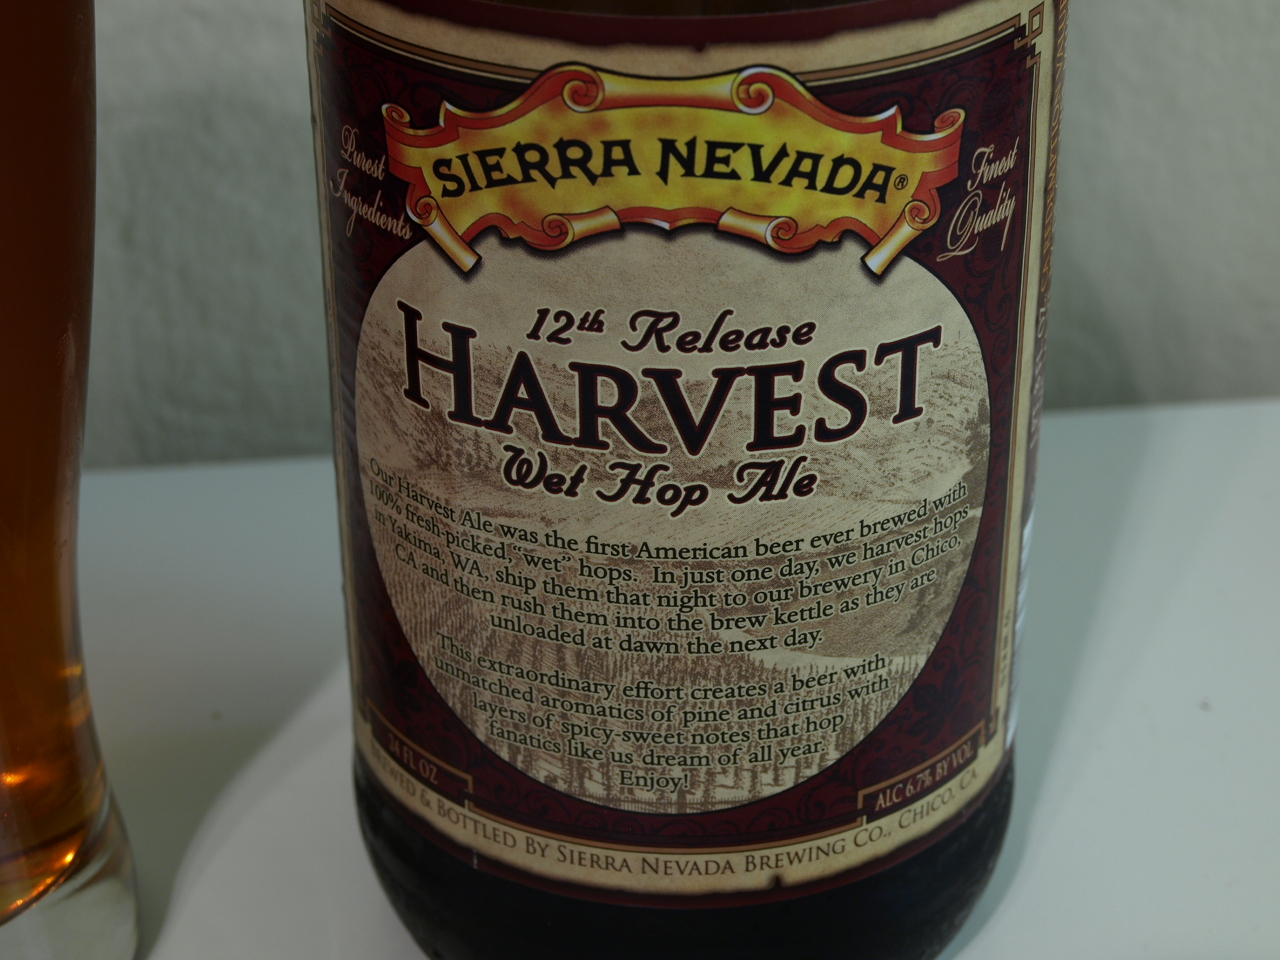 Purest
Ingredients
SIERRA NEVADA®
Finest
Quality
12th Release
HARVEST
Wet Hop Ale
Our Harvest Ale was the first American beer ever brewed with
100% fresh-picked, “wet” hops. In just one day, we harvest hops
in Yakima, WA, ship them that night to our brewery in Chico,
CA and then rush them into the brew kettle as they are
unloaded at dawn the next day.
This extraordinary effort creates a beer with
unmatched aromatics of pine and citrus with
layers of spicy-sweet notes that hop
fanatics like us dream of all year.
Enjoy!
24 FL OZ
ALC 6.7% BY VOL
BREWED & BOTTLED BY SIERRA NEVADA BREWING CO., CHICO, CA